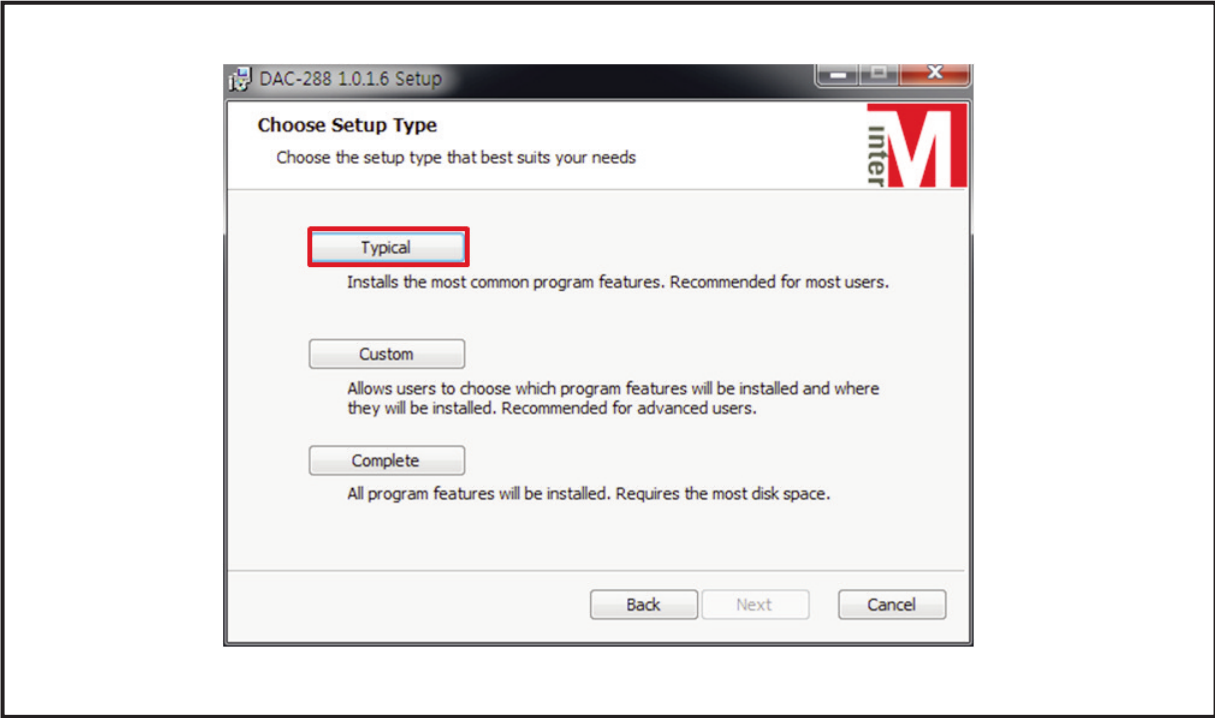 DAC-288 1.0.1.6 Setup
Choose Setup Type
Choose the setup type that best suits your needs
inter M
Typical
Installs the most common program features. Recommended for most users.
Custom
Allows users to choose which program features will be installed and where
they will be installed. Recommended for advanced users.
Complete
All program features will be installed. Requires the most disk space.
Back Next Cancel